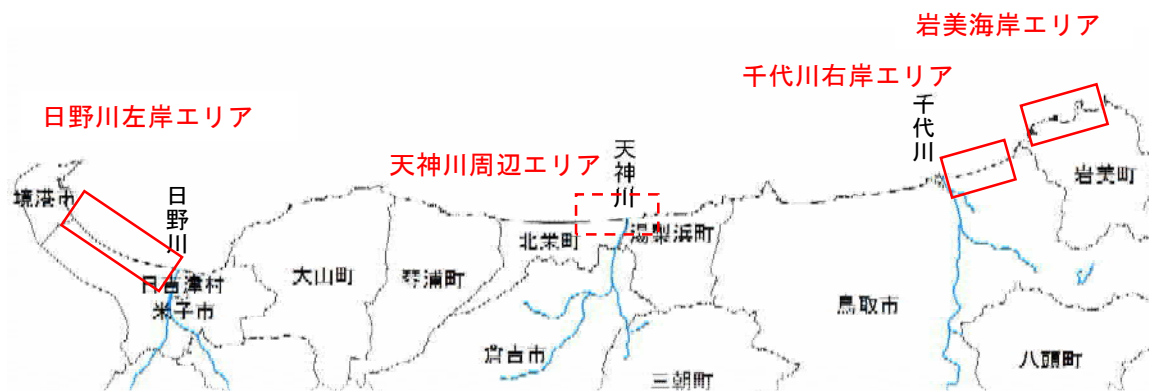 岩美海岸エリア
千代川右岸エリア
日野川左岸エリア
千代川
天神川周辺エリア
天神川
境港市
日野川
岩美町
北栄町
湯梨浜町
日吉津村
大山町
琴浦町
米子市
鳥取市
倉吉市
八頭町
三朝町